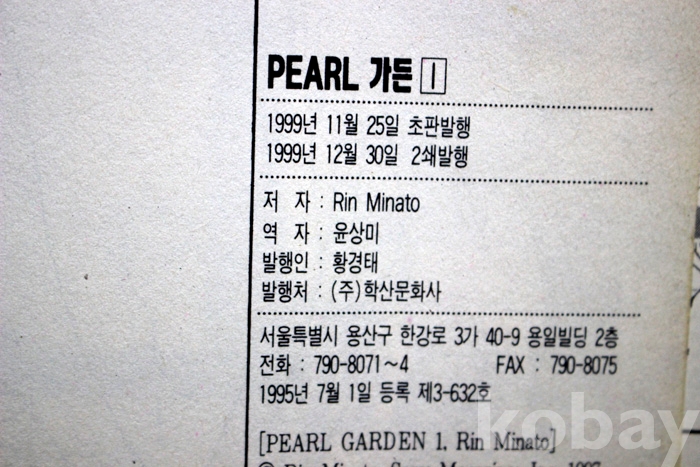 PEARL 가든 1
1999년 11월 25일 초판발행
1999년 12월 30일 2쇄발행
저 자 : Rin Minato
역 자 : 윤상미
발행인 : 황경태
발행처 : (주)학산문화사
서울특별시 용산구 한강로 3가 40-9 용일빌딩 2층
전화 : 790-8071~4 FAX : 790-8075
1995년 7월 1일 등록 제3-632호
[PEARL GARDEN 1, Rin Minato]
kobay